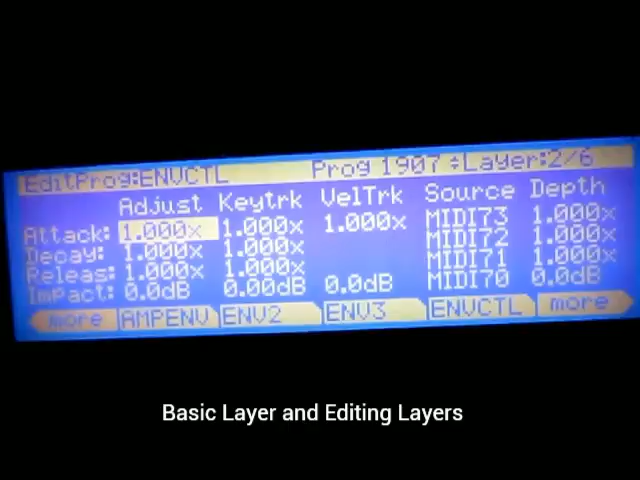 EditProg:ENVCTL Prog 1907 Layer:2/6
Adjust Keytrk VelTrk Source Depth
Attack: 1.000x 1.000x 1.000x MIDI73 1.000x
Decay: 1.000x 1.000x MIDI72 1.000x
Releas: 1.000x 1.000x MIDI71 1.000x
Impact: 0.0dB 0.00dB 0.0dB MIDI70 0.0dB
more AMPENV ENV2 ENV3 ENVCTL more
Basic Layer and Editing Layers